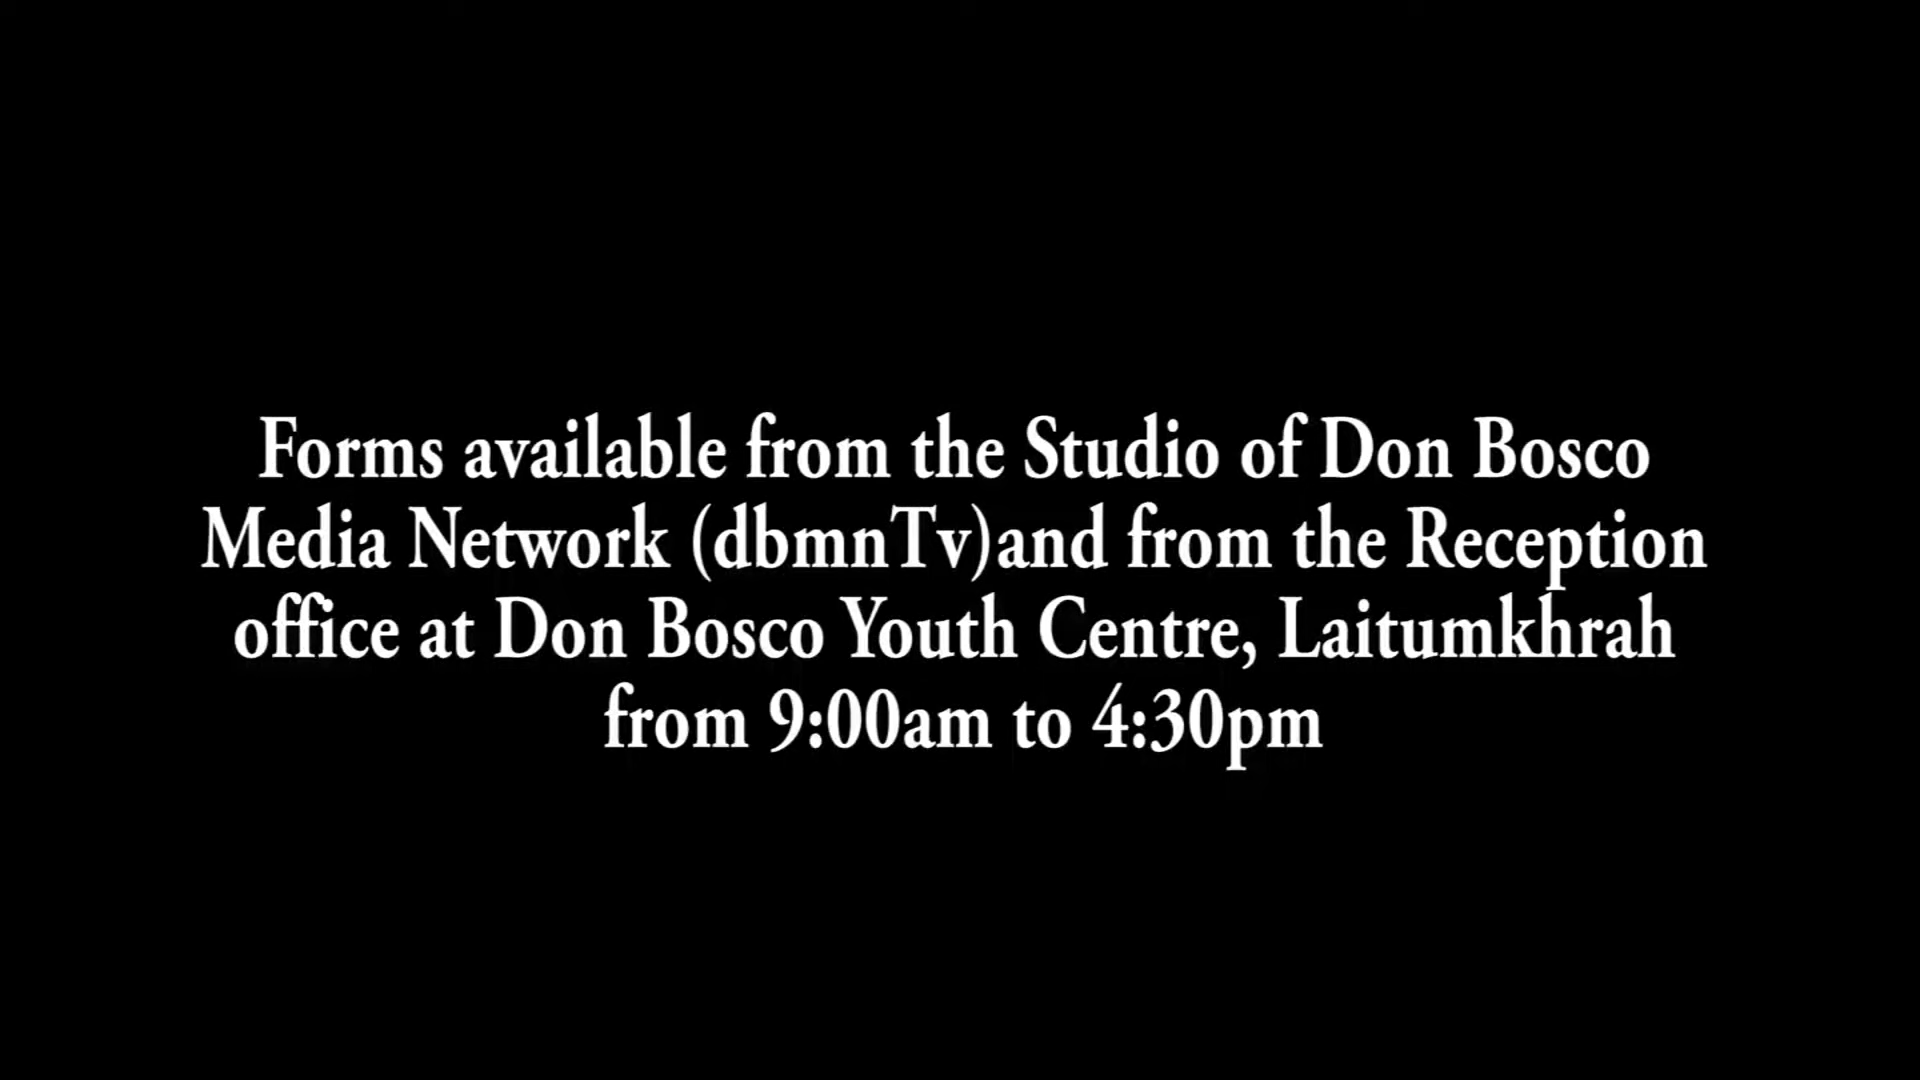 Forms available from the Studio of Don Bosco
Media Network (dbmnTv)and from the Reception
office at Don Bosco Youth Centre, Laitumkhrah
from 9:00am to 4:30pm